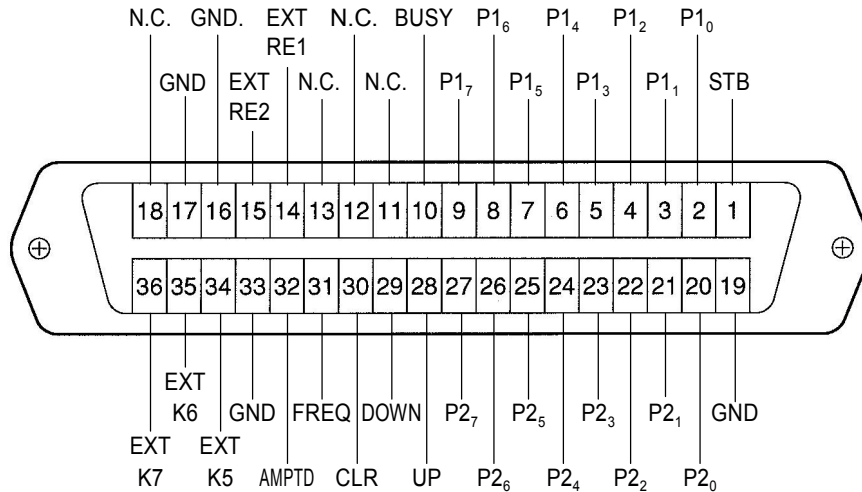 N.C. GND. EXT N.C. BUSY P1₆ P1₄ P1₂ P1₀
RE1
GND EXT N.C. N.C. P1₇ P1₅ P1₃ P1₁ STB
RE2
18 17 16 15 14 13 12 11 10 9 8 7 6 5 4 3 2 1
36 35 34 33 32 31 30 29 28 27 26 25 24 23 22 21 20 19
EXT
K6 GND FREQ DOWN P2₇ P2₅ P2₃ P2₁ GND
EXT EXT
K7 K5 AMPTD CLR UP P2₆ P2₄ P2₂ P2₀